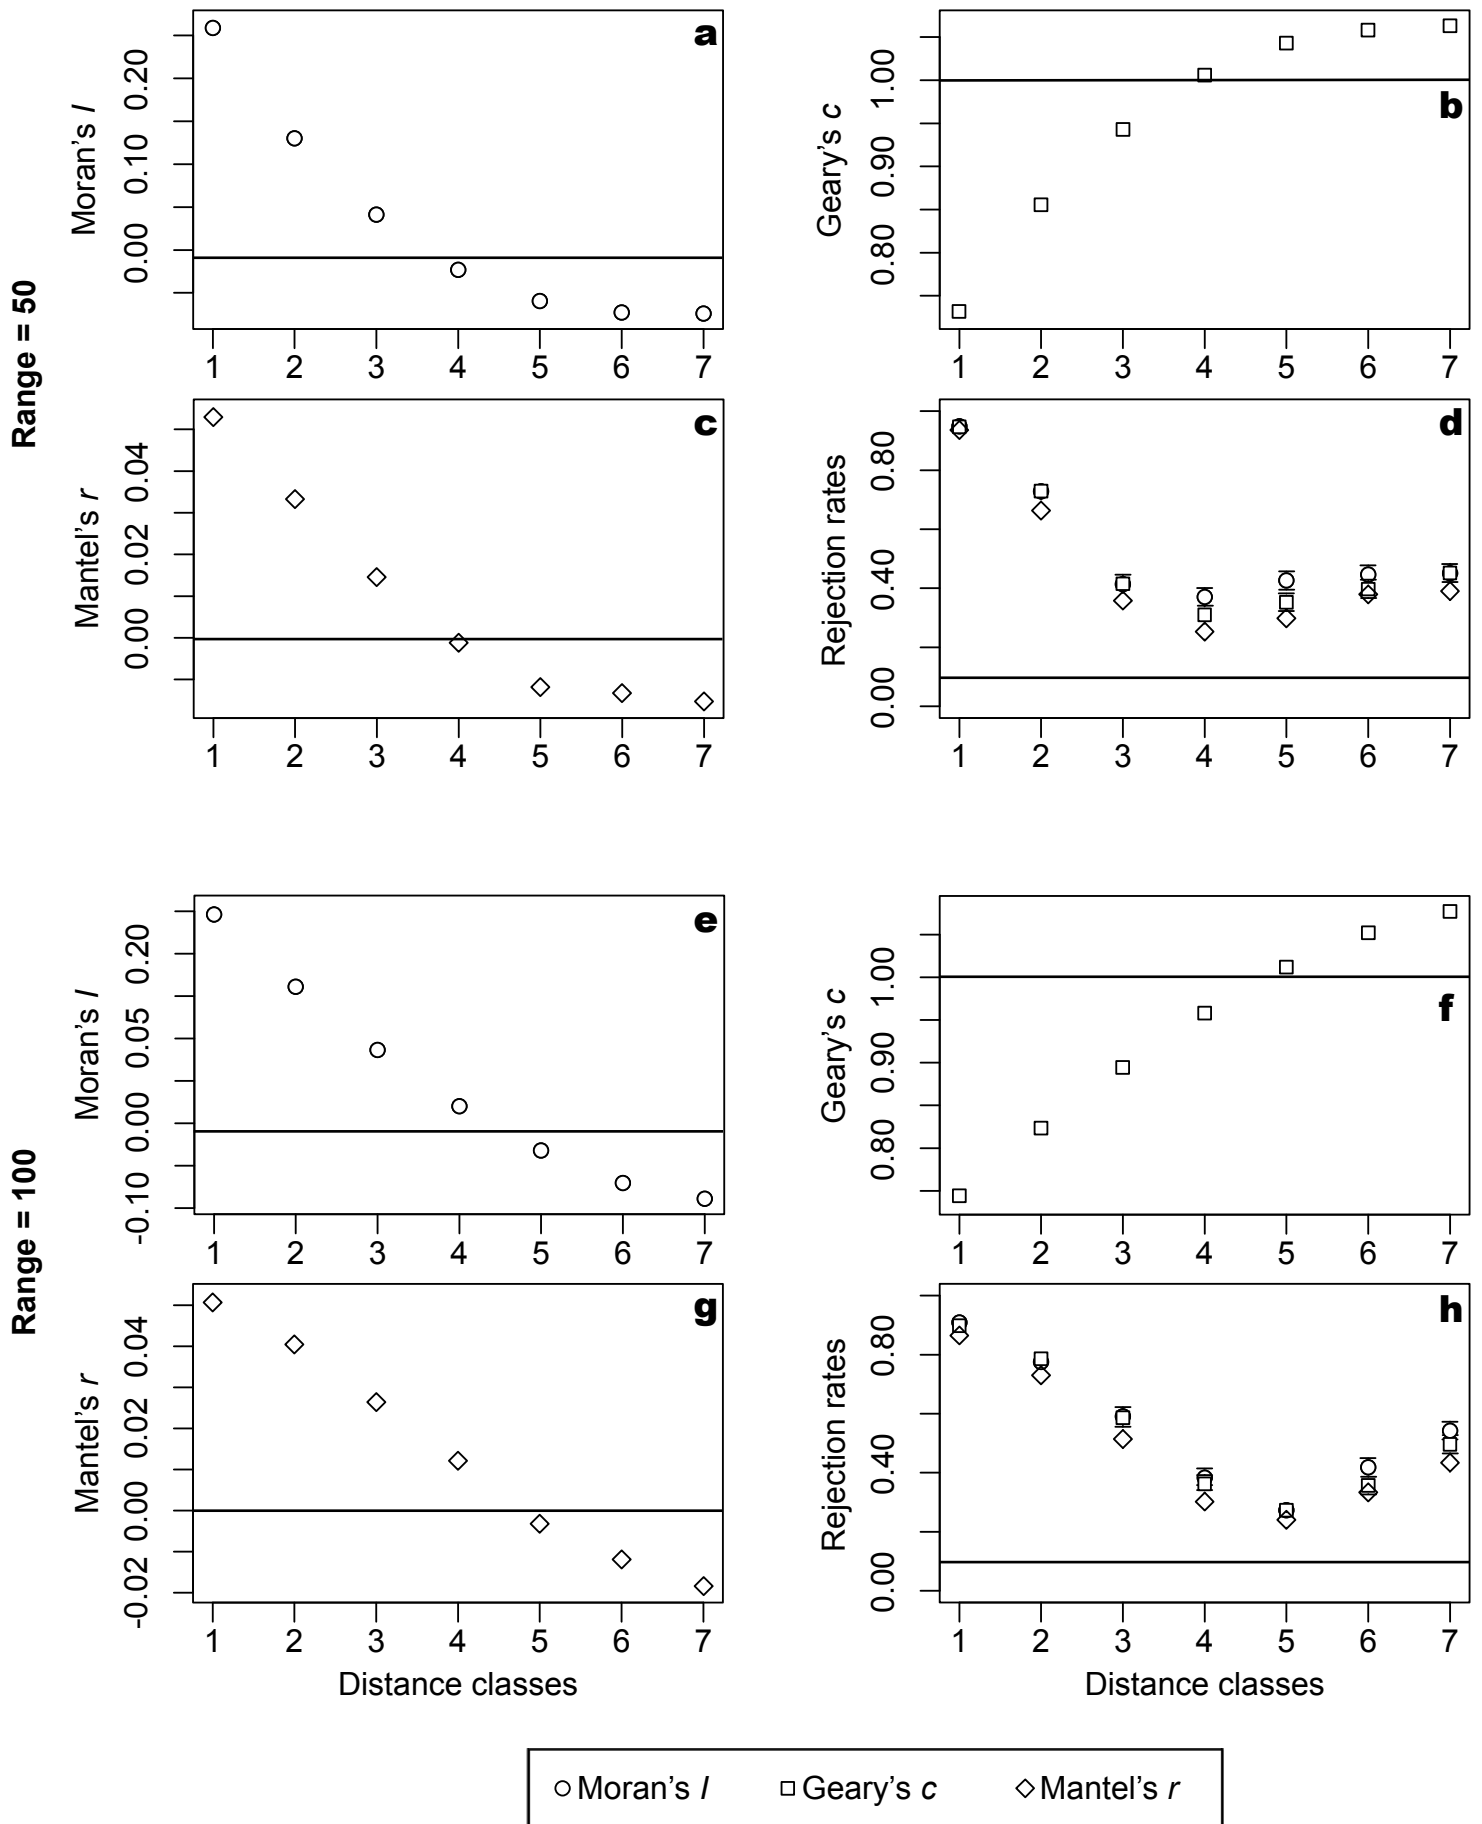 Range = 50
a
Moran's I
0.20
0.10
0.00
1 2 3 4 5 6 7
b
Geary's c
1.00
0.90
0.80
1 2 3 4 5 6 7
c
Mantel's r
0.04
0.02
0.00
1 2 3 4 5 6 7
d
Rejection rates
0.80
0.40
0.00
1 2 3 4 5 6 7
Range = 100
e
Moran's I
0.20
0.05
0.00
-0.10
1 2 3 4 5 6 7
f
Geary's c
1.00
0.90
0.80
1 2 3 4 5 6 7
g
Mantel's r
0.04
0.02
0.00
-0.02
1 2 3 4 5 6 7
Distance classes
h
Rejection rates
0.80
0.40
0.00
1 2 3 4 5 6 7
Distance classes
Moran's I Geary's c Mantel's r